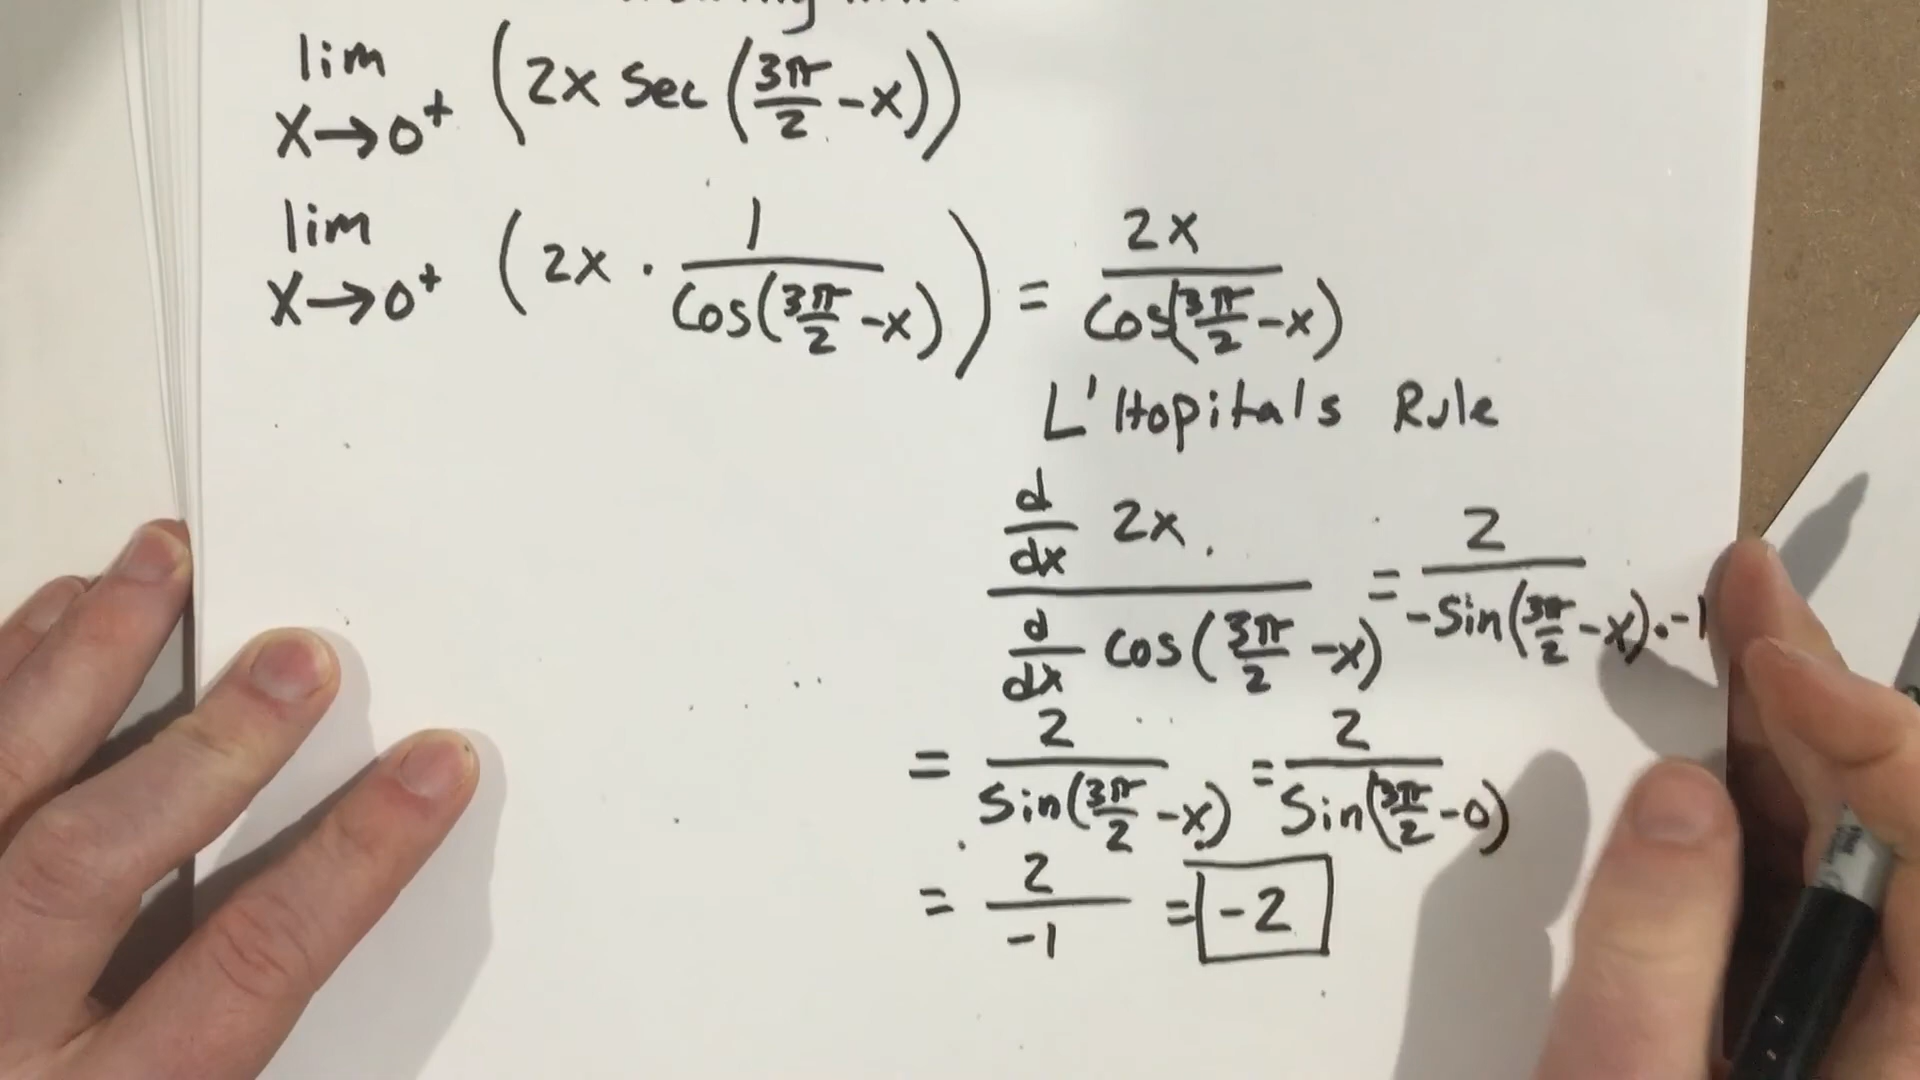 lim x→0⁺ (2x sec(3π/2 -x))
lim x→0⁺ (2x · 1/cos(3π/2 -x)) = 2x/cos(3π/2 -x)
L'Hopitals Rule
d/dx 2x / d/dx cos(3π/2 -x) = 2/-sin(3π/2 -x)·-1
= 2/sin(3π/2 -x) = 2/sin(3π/2 -0)
= 2/-1 = -2